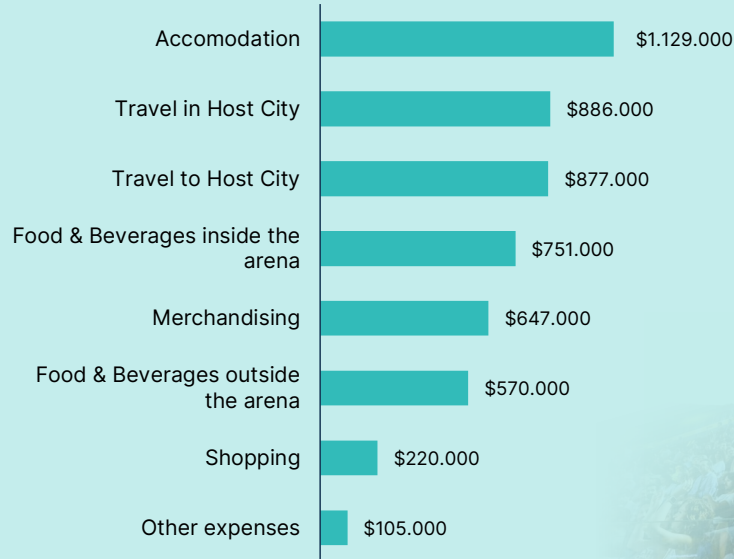 Accomodation
$1.129.000
Travel in Host City
$886.000
Travel to Host City
$877.000
Food & Beverages inside the
arena
$751.000
Merchandising
$647.000
Food & Beverages outside
the arena
$570.000
Shopping
$220.000
Other expenses
$105.000